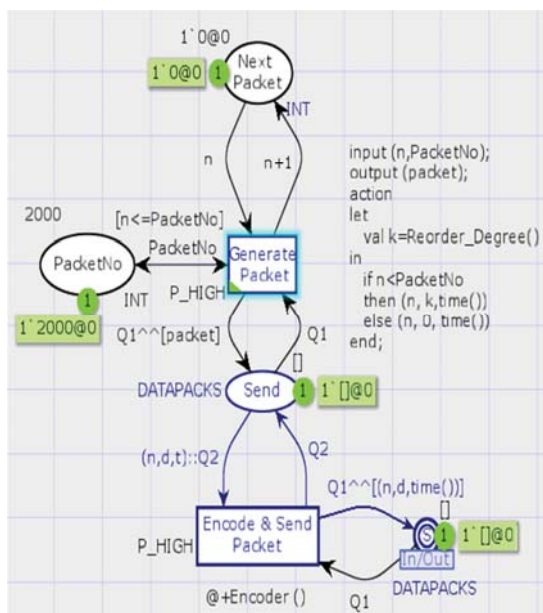 1`0@0
1`0@0
1
Next
Packet
INT
n
n+1
input (n,PacketNo);
output (packet);
action
let
val k=Reorder_Degree()
in
if n<PacketNo
then (n, k,time())
else (n, 0, time())
end;
2000
[n<=PacketNo]
PacketNo
PacketNo
Generate
Packet
1
INT
P_HIGH
1`2000@0
Q1^^[packet]
Q1
[]
DATAPACKS
Send
1
1`[]@0
(n,d,t)::Q2
Q2
Q1^^[(n,d,time())]
[]
Encode & Send
Packet
S
1
1`[]@0
P_HIGH
In/Out
DATAPACKS
@+Encoder ()
Q1